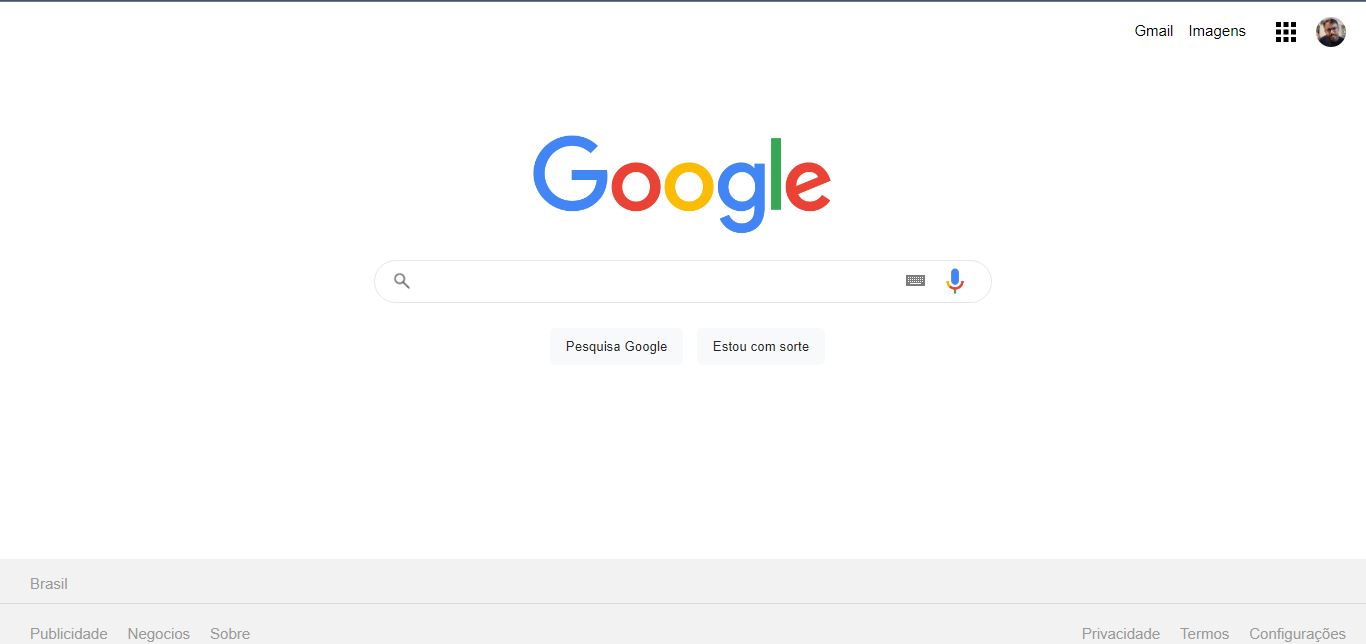 Gmail Imagens
Google
Pesquisa Google Estou com sorte
Brasil
Publicidade Negocios Sobre Privacidade Termos Configurações